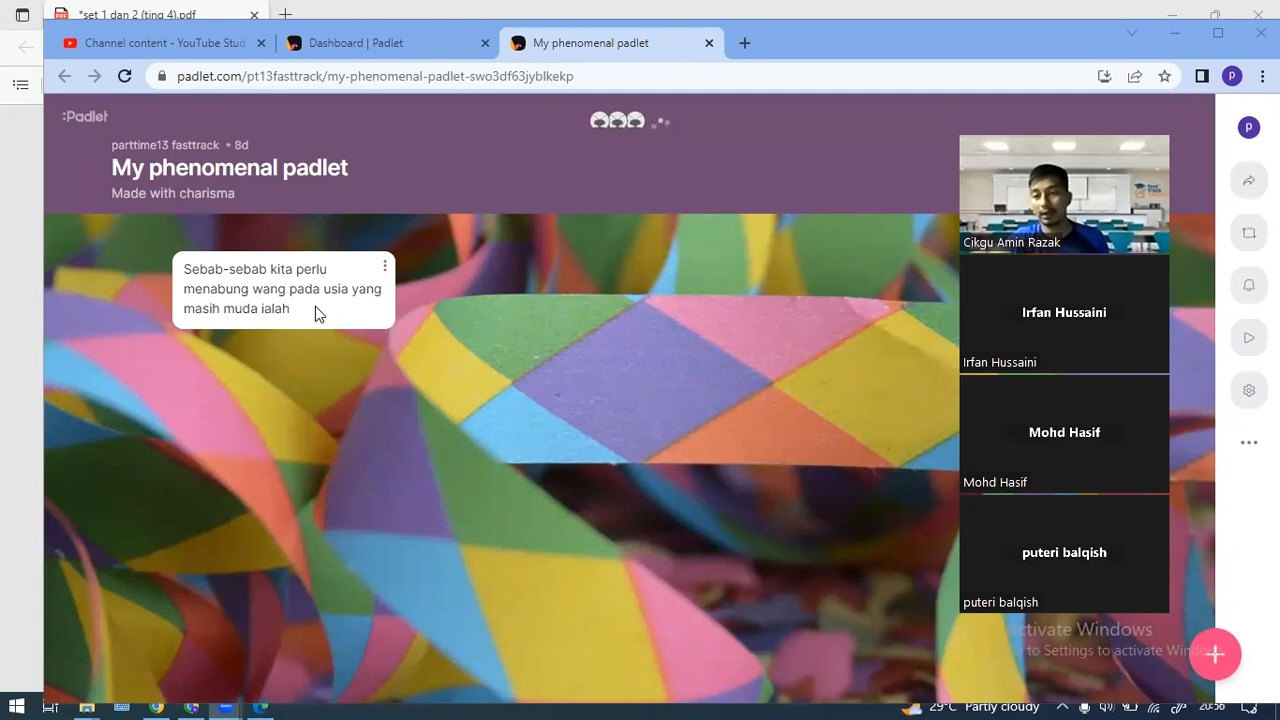 *set 1 dan 2 (ting 4).pdf
Channel content - YouTube Stud
Dashboard | Padlet
My phenomenal padlet
padlet.com/pt13fasttrack/my-phenomenal-padlet-swo3df63jyblkekp
P
:Padlet
parttime13 fasttrack • 8d
My phenomenal padlet
Made with charisma
P
Cikgu Amin Razak
Sebab-sebab kita perlu
menabung wang pada usia yang
masih muda ialah
Irfan Hussaini
Irfan Hussaini
Mohd Hasif
Mohd Hasif
puteri balqish
puteri balqish
ctivate Windows
to Settings to activate Windows
29°C Partly cloudy
20:56